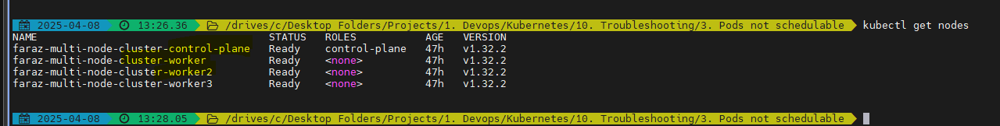 2025-04-08 13:26.36 /drives/c/Desktop Folders/Projects/1. Devops/Kubernetes/10. Troubleshooting/3. Pods not schedulable kubectl get nodes
NAME STATUS ROLES AGE VERSION
faraz-multi-node-cluster-control-plane Ready control-plane 47h v1.32.2
faraz-multi-node-cluster-worker Ready <none> 47h v1.32.2
faraz-multi-node-cluster-worker2 Ready <none> 47h v1.32.2
faraz-multi-node-cluster-worker3 Ready <none> 47h v1.32.2
2025-04-08 13:28.05 /drives/c/Desktop Folders/Projects/1. Devops/Kubernetes/10. Troubleshooting/3. Pods not schedulable